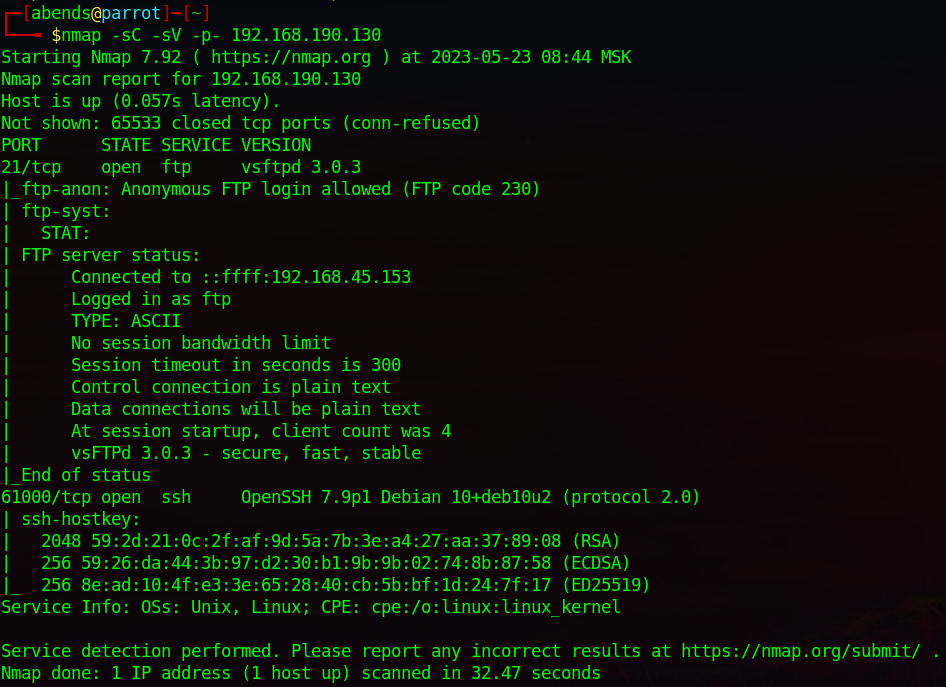 ┌─[abends@parrot]─[~]
└──╼ $nmap -sC -sV -p- 192.168.190.130
Starting Nmap 7.92 ( https://nmap.org ) at 2023-05-23 08:44 MSK
Nmap scan report for 192.168.190.130
Host is up (0.057s latency).
Not shown: 65533 closed tcp ports (conn-refused)
PORT      STATE SERVICE VERSION
21/tcp    open  ftp     vsftpd 3.0.3
|_ftp-anon: Anonymous FTP login allowed (FTP code 230)
| ftp-syst:
|   STAT:
| FTP server status:
|      Connected to ::ffff:192.168.45.153
|      Logged in as ftp
|      TYPE: ASCII
|      No session bandwidth limit
|      Session timeout in seconds is 300
|      Control connection is plain text
|      Data connections will be plain text
|      At session startup, client count was 4
|      vsFTPd 3.0.3 - secure, fast, stable
|_End of status
61000/tcp open  ssh     OpenSSH 7.9p1 Debian 10+deb10u2 (protocol 2.0)
| ssh-hostkey:
|   2048 59:2d:21:0c:2f:af:9d:5a:7b:3e:a4:27:aa:37:89:08 (RSA)
|   256 59:26:da:44:3b:97:d2:30:b1:9b:9b:02:74:8b:87:58 (ECDSA)
|_  256 8e:ad:10:4f:e3:3e:65:28:40:cb:5b:bf:1d:24:7f:17 (ED25519)
Service Info: OSs: Unix, Linux; CPE: cpe:/o:linux:linux_kernel

Service detection performed. Please report any incorrect results at https://nmap.org/submit/ .
Nmap done: 1 IP address (1 host up) scanned in 32.47 seconds